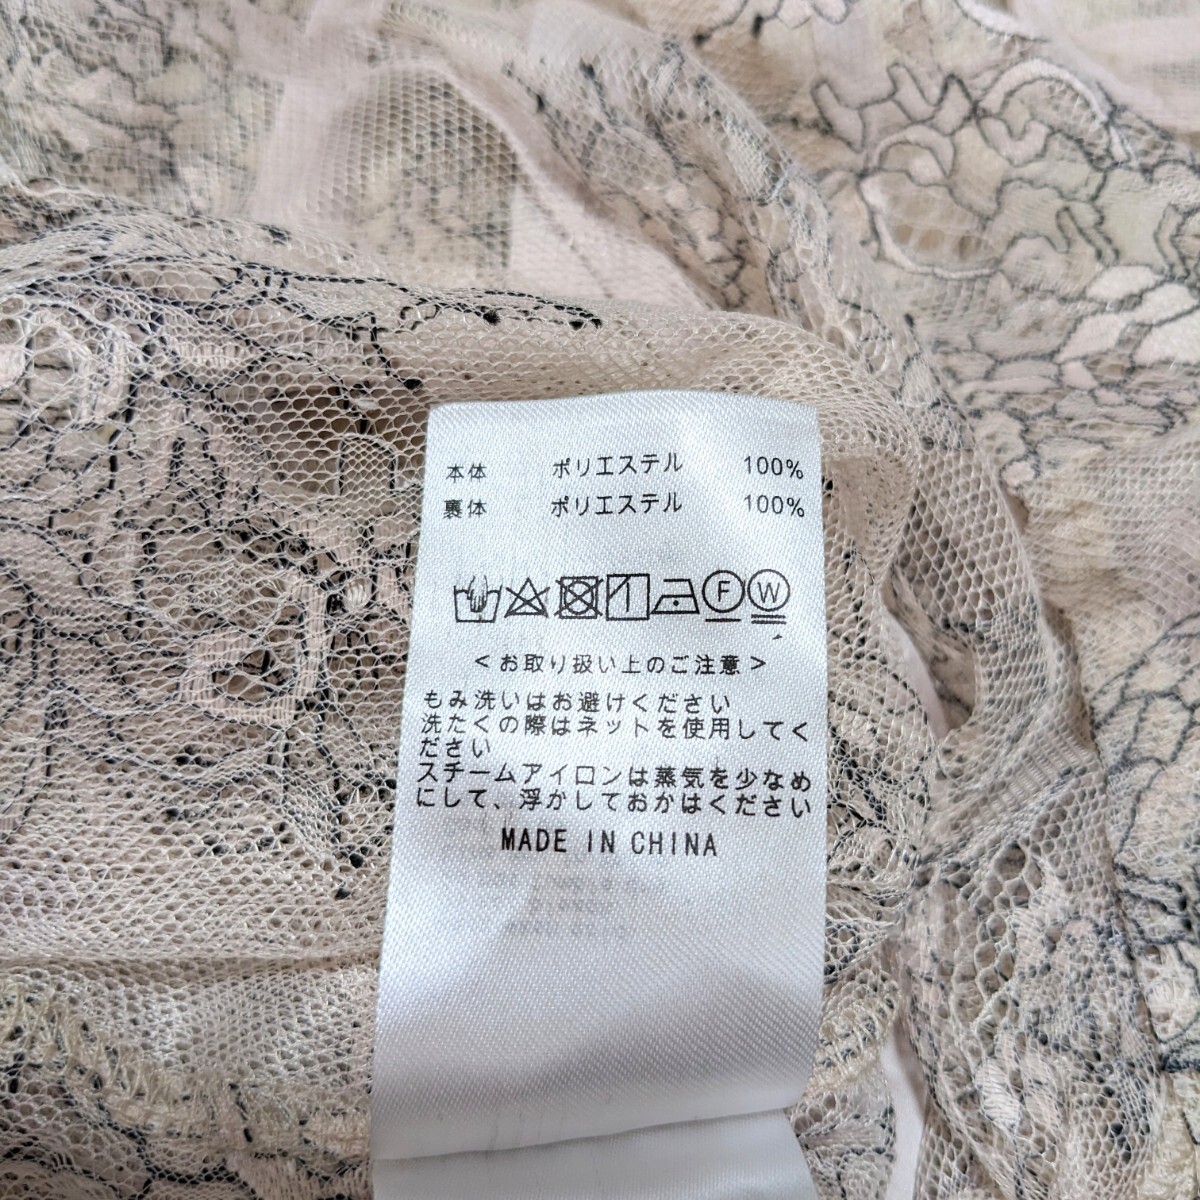 本体 ポリエステル 100%
裏体 ポリエステル 100%
F W
<お取り扱い上のご注意>
もみ洗いはお避けください
洗たくの際はネットを使用してく
ださい
スチームアイロンは蒸気を少なめ
にして、浮かしておかけください
MADE IN CHINA